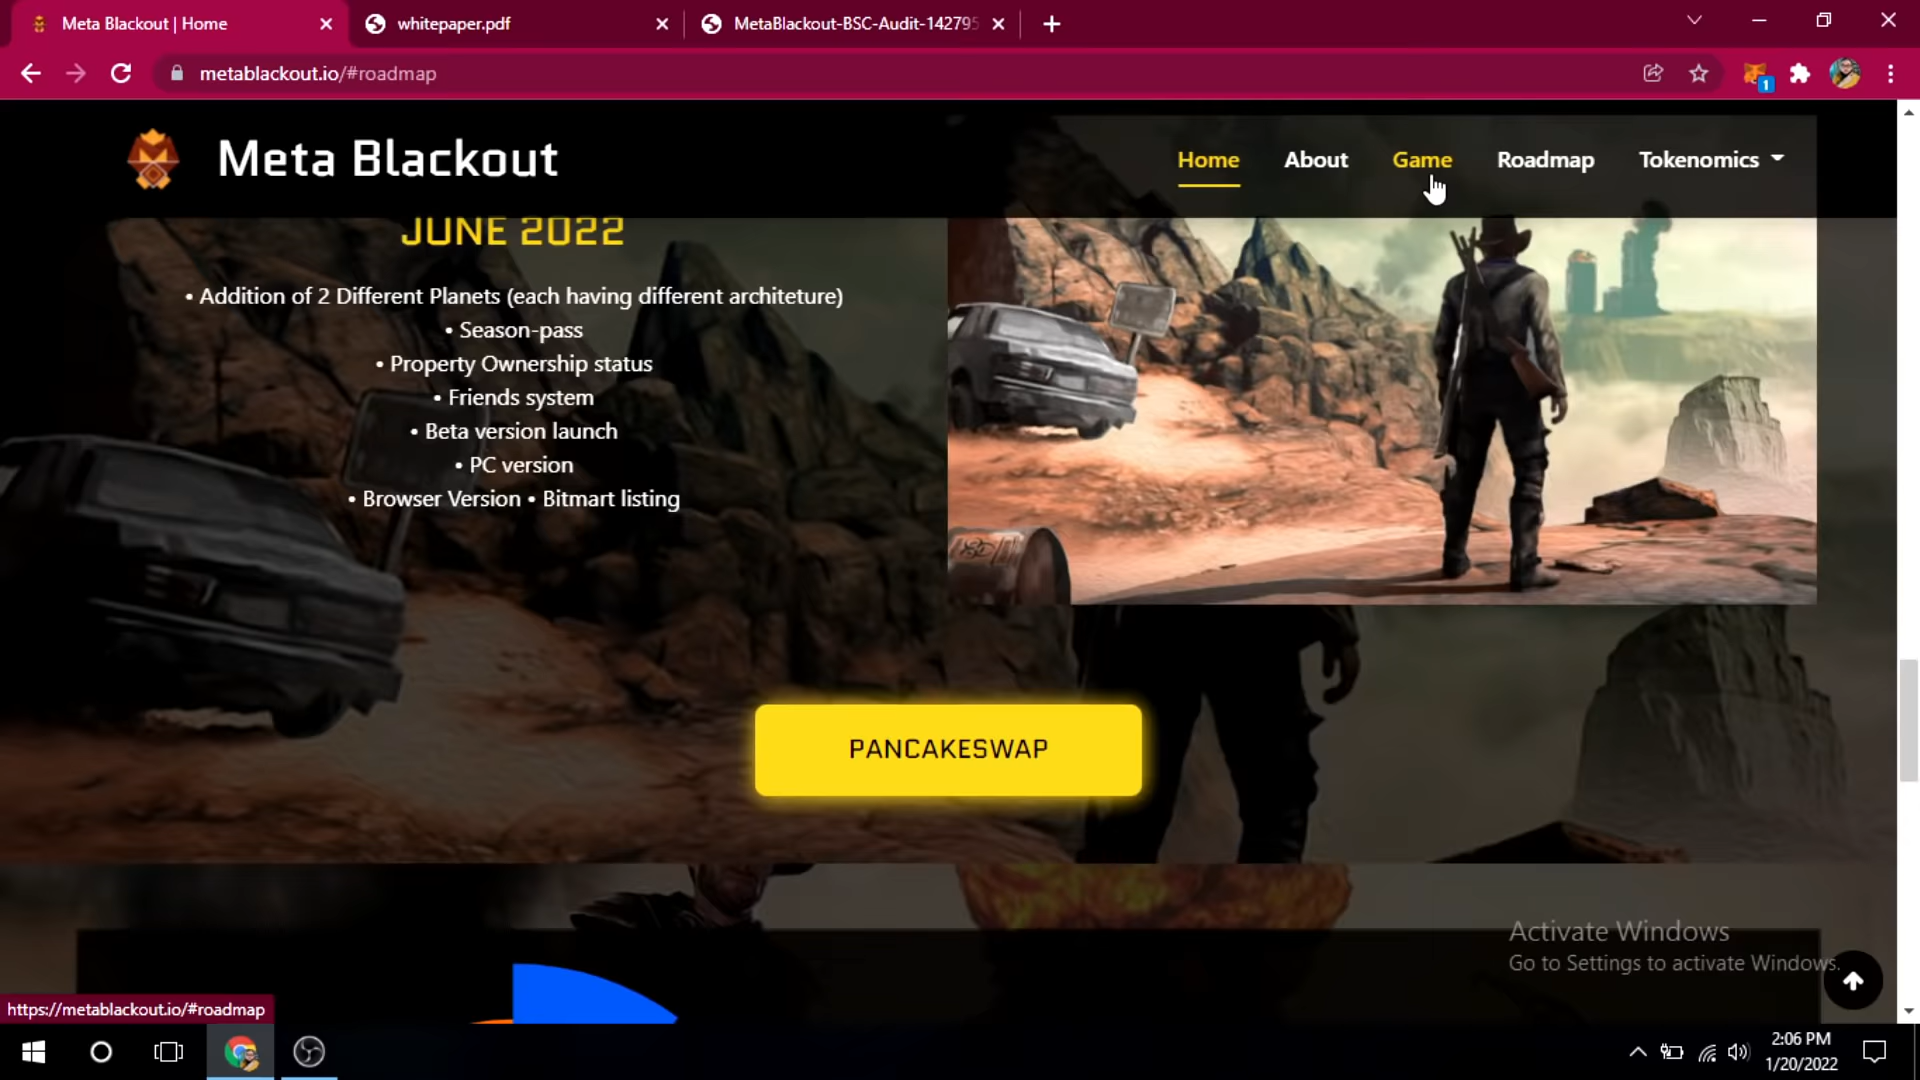 Meta Blackout | Home
whitepaper.pdf
MetaBlackout-BSC-Audit-142795
metablackout.io/#roadmap
1
Meta Blackout
Home
About
Game
Roadmap
Tokenomics
JUNE 2022
• Addition of 2 Different Planets (each having different architeture)
• Season-pass
• Property Ownership status
• Friends system
• Beta version launch
• PC version
• Browser Version • Bitmart listing
PANCAKESWAP
Activate Windows
Go to Settings to activate Windows.
https://metablackout.io/#roadmap
2:06 PM
1/20/2022